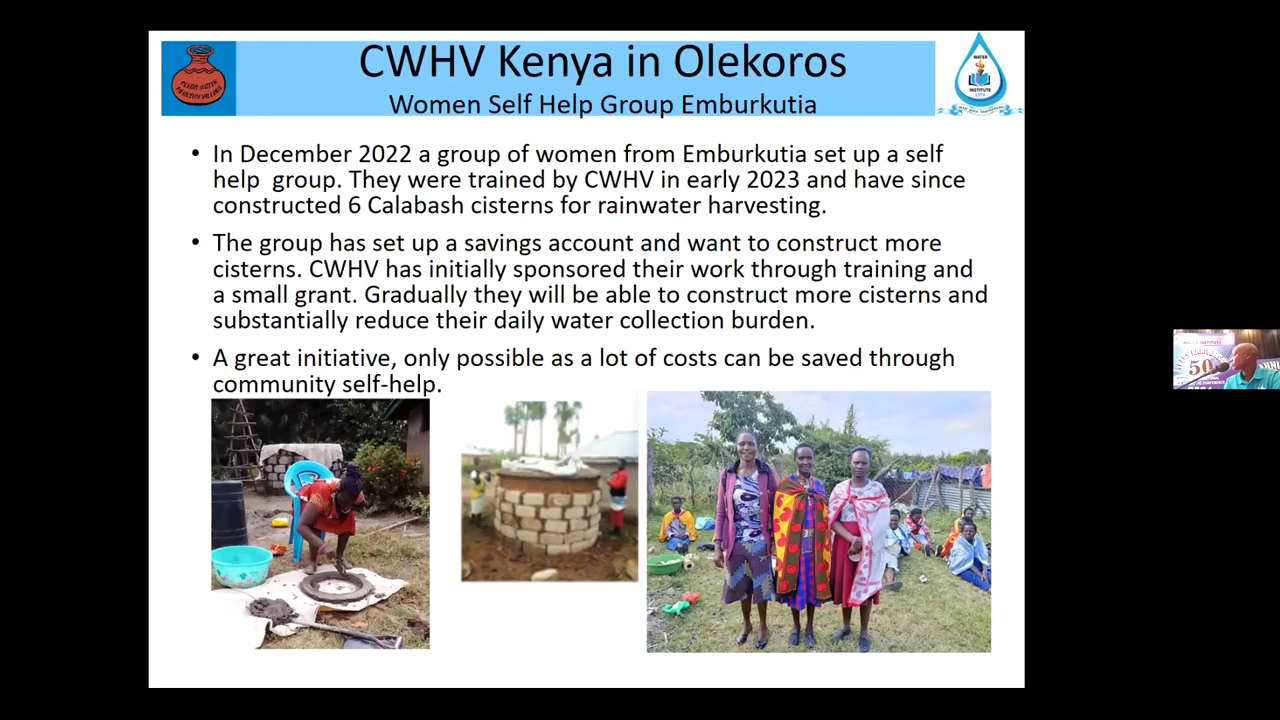 CWHV Kenya in Olekoros
Women Self Help Group Emburkutia
WATER
INSTITUTE
• In December 2022 a group of women from Emburkutia set up a self
help group. They were trained by CWHV in early 2023 and have since
constructed 6 Calabash cisterns for rainwater harvesting.
• The group has set up a savings account and want to construct more
cisterns. CWHV has initially sponsored their work through training and
a small grant. Gradually they will be able to construct more cisterns and
substantially reduce their daily water collection burden.
• A great initiative, only possible as a lot of costs can be saved through
community self-help.
WATER INSTITUTE
50